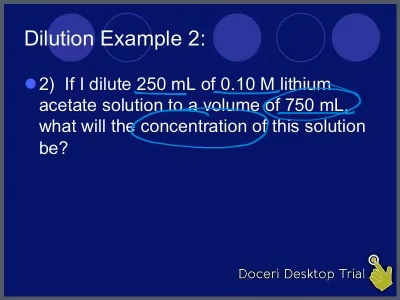 Dilution Example 2:
2) If I dilute 250 mL of 0.10 M lithium
acetate solution to a volume of 750 mL,
what will the concentration of this solution
be?
Doceri Desktop Trial